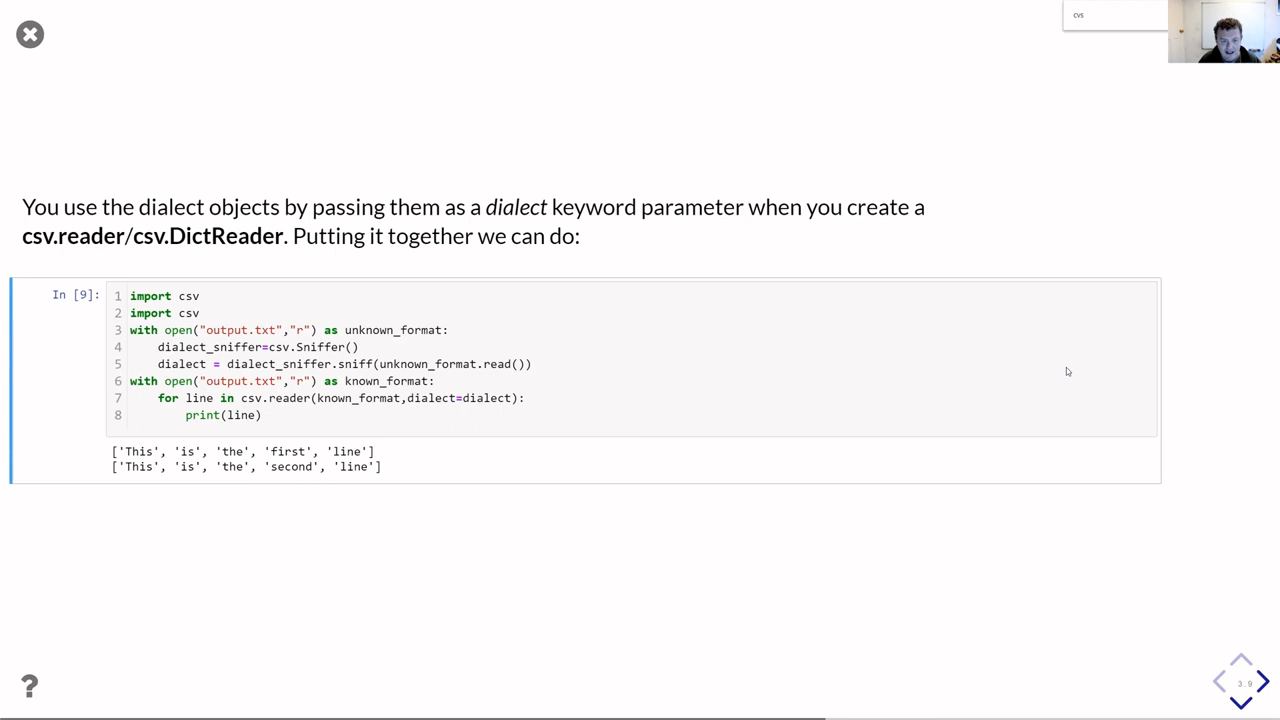 cvs
You use the dialect objects by passing them as a dialect keyword parameter when you create a
csv.reader/csv.DictReader. Putting it together we can do:
In [9]:
1 import csv
2 import csv
3 with open("output.txt","r") as unknown_format:
4     dialect_sniffer=csv.Sniffer()
5     dialect = dialect_sniffer.sniff(unknown_format.read())
6 with open("output.txt","r") as known_format:
7     for line in csv.reader(known_format,dialect=dialect):
8         print(line)
['This', 'is', 'the', 'first', 'line']
['This', 'is', 'the', 'second', 'line']
?
3.9